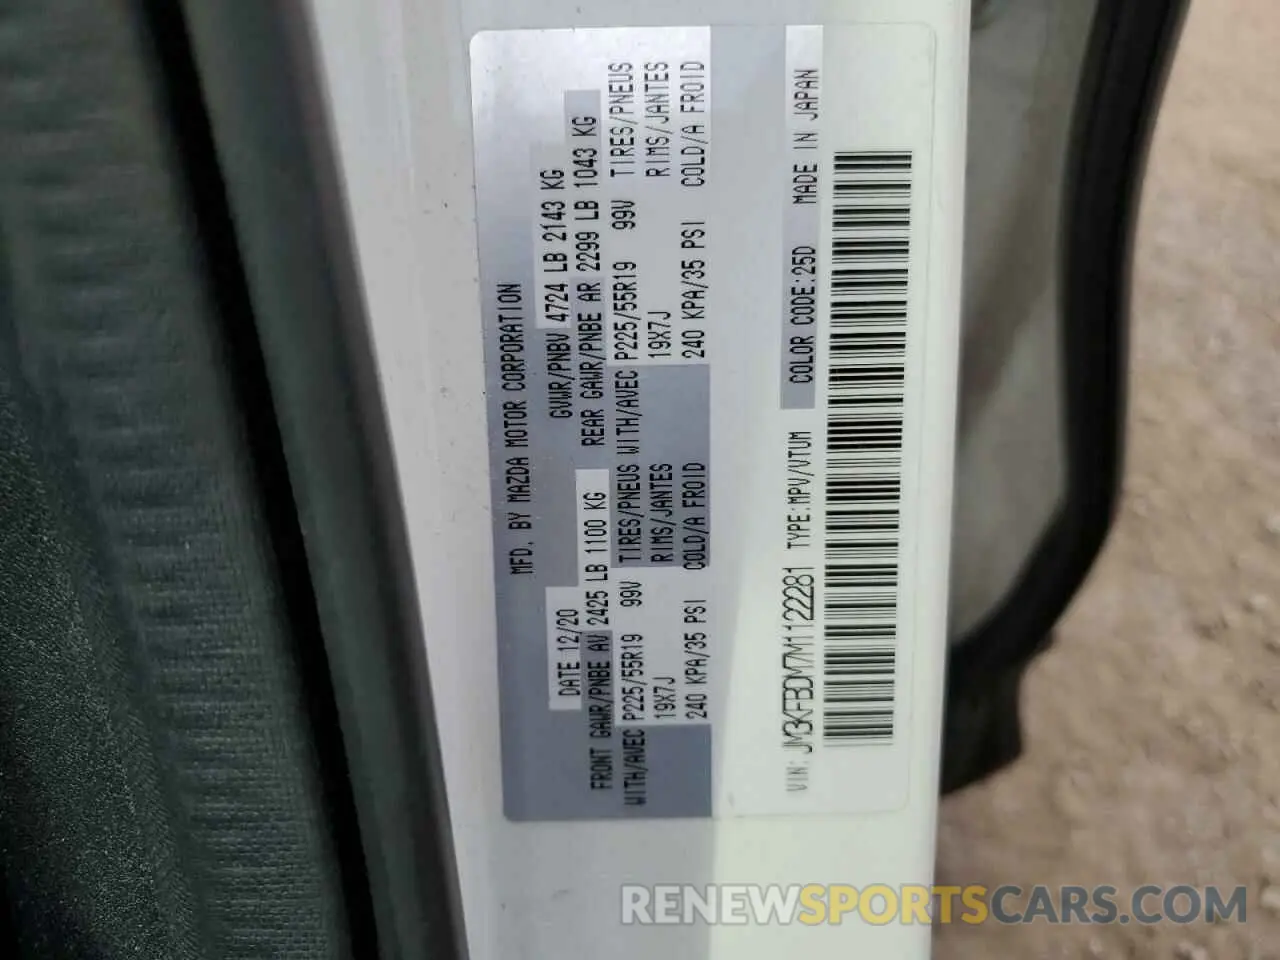 MFD. BY MAZDA MOTOR CORPORATION
DATE 12/20 GVWR/PNBV 4724 LB 2143 KG
FRONT GAWR/PNBE AV 2425 LB 1100 KG REAR GAWR/PNBE AR 2299 LB 1043 KG
WITH/AVEC P225/55R19 99V TIRES/PNEUS WITH/AVEC P225/55R19 99V TIRES/PNEUS
19X7J RIMS/JANTES 19X7J RIMS/JANTES
240 KPA/35 PSI COLD/A FROID 240 KPA/35 PSI COLD/A FROID
VIN: JM3KFBDM7M1122281 TYPE:MPV/VTUM COLOR CODE:25D MADE IN JAPAN
RENEWSPORTSCARS.COM